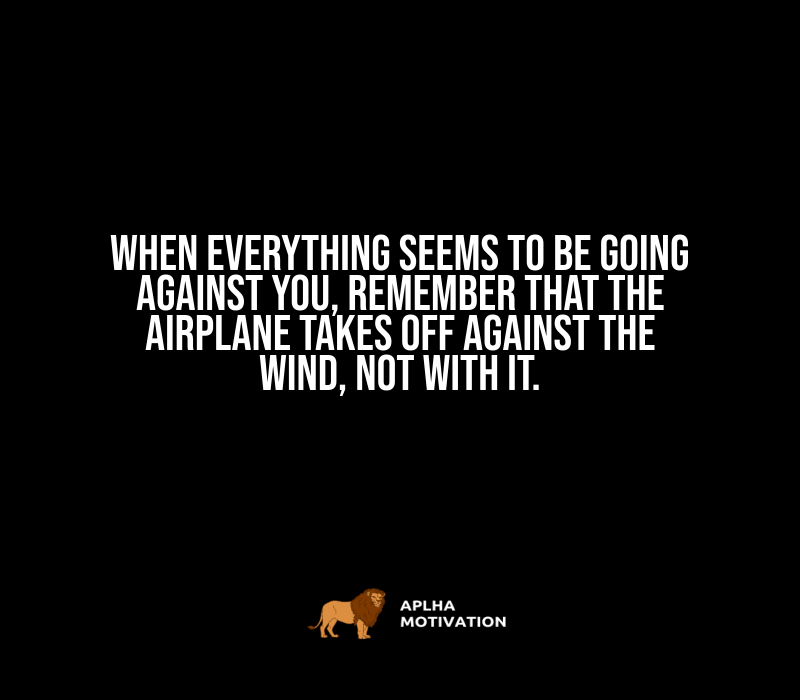 WHEN EVERYTHING SEEMS TO BE GOING
AGAINST YOU, REMEMBER THAT THE
AIRPLANE TAKES OFF AGAINST THE
WIND, NOT WITH IT.
APLHA
MOTIVATION